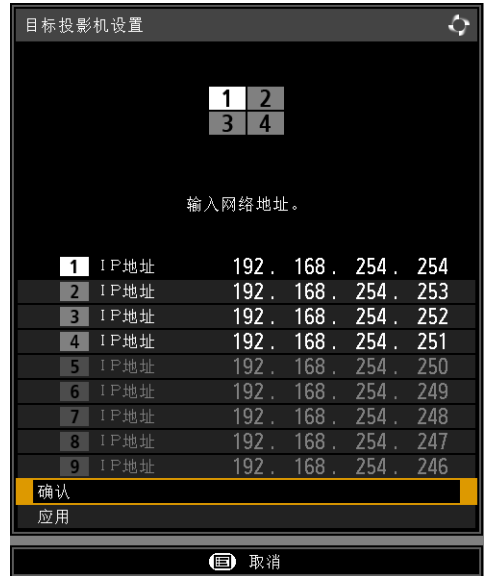 目标投影机设置
1 2
3 4
输入网络地址。
1 IP地址 192. 168. 254. 254
2 IP地址 192. 168. 254. 253
3 IP地址 192. 168. 254. 252
4 IP地址 192. 168. 254. 251
5 IP地址 192. 168. 254. 250
6 IP地址 192. 168. 254. 249
7 IP地址 192. 168. 254. 248
8 IP地址 192. 168. 254. 247
9 IP地址 192. 168. 254. 246
确认
应用
取消